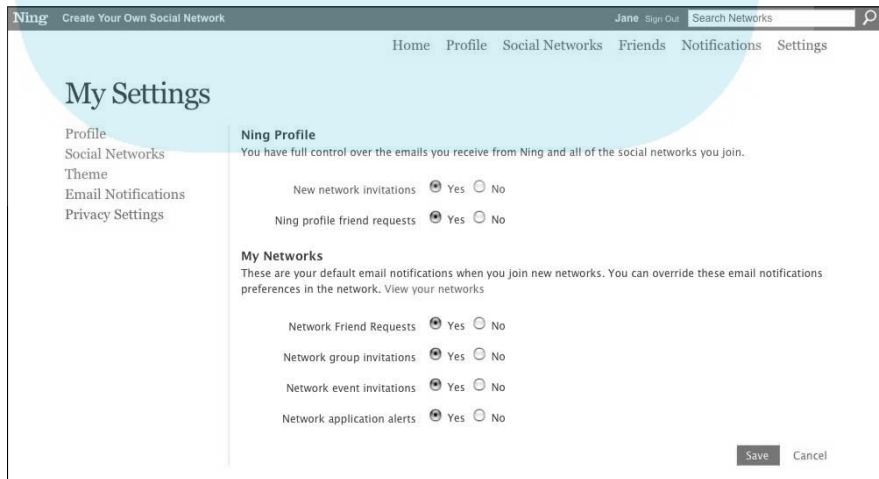 Ning Create Your Own Social Network Jane Sign Out Search Networks
Home Profile Social Networks Friends Notifications Settings
My Settings
Profile
Social Networks
Theme
Email Notifications
Privacy Settings
Ning Profile
You have full control over the emails you receive from Ning and all of the social networks you join.
New network invitations Yes No
Ning profile friend requests Yes No
My Networks
These are your default email notifications when you join new networks. You can override these email notifications
preferences in the network. View your networks
Network Friend Requests Yes No
Network group invitations Yes No
Network event invitations Yes No
Network application alerts Yes No
Save Cancel